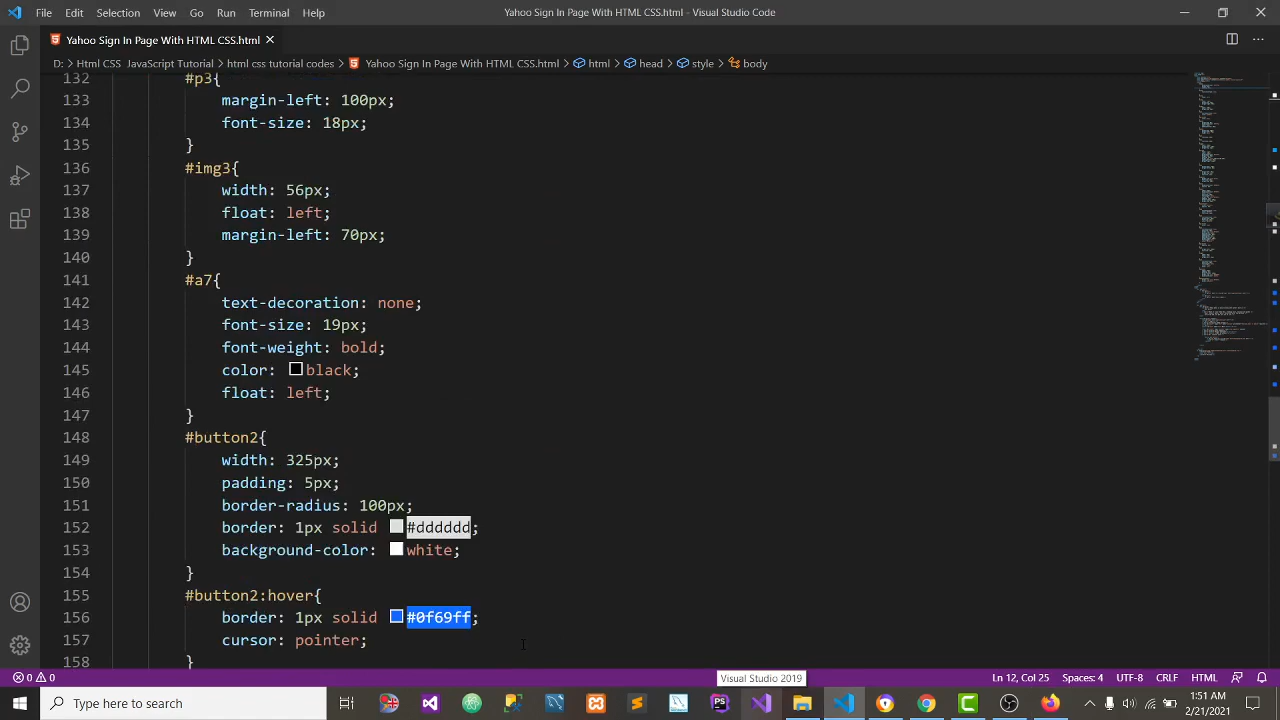 File Edit Selection View Go Run Terminal Help
Yahoo Sign In Page With HTML CSS.html - Visual Studio Code
Yahoo Sign In Page With HTML CSS.html
D: > Html CSS JavaScript Tutorial > html css tutorial codes > Yahoo Sign In Page With HTML CSS.html > html > head > style > body
132 #p3{
133 margin-left: 100px;
134 font-size: 18px;
135 }
136 #img3{
137 width: 56px;
138 float: left;
139 margin-left: 70px;
140 }
141 #a7{
142 text-decoration: none;
143 font-size: 19px;
144 font-weight: bold;
145 color: black;
146 float: left;
147 }
148 #button2{
149 width: 325px;
150 padding: 5px;
151 border-radius: 100px;
152 border: 1px solid #dddddd;
153 background-color: white;
154 }
155 #button2:hover{
156 border: 1px solid #0f69ff;
157 cursor: pointer;
158 }
0 0
Visual Studio 2019
Ln 12, Col 25 Spaces: 4 UTF-8 CRLF HTML
Type here to search
PS
1:51 AM
2/21/2021